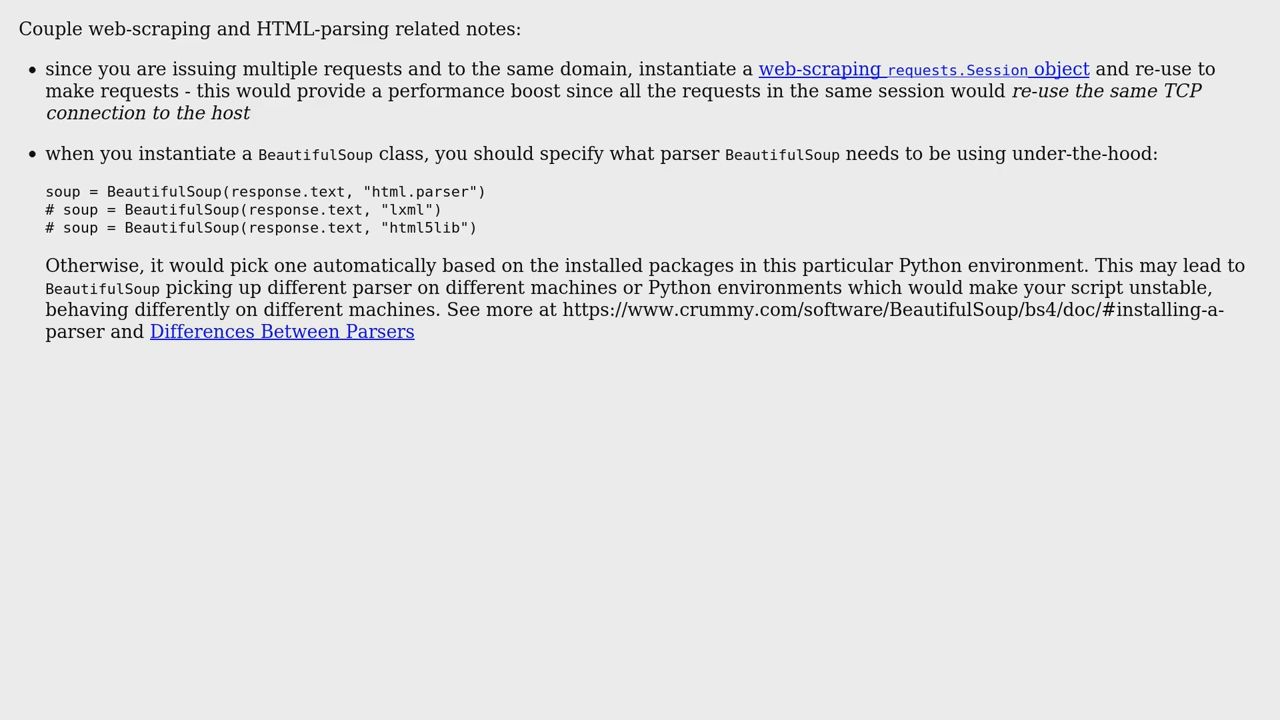 Couple web-scraping and HTML-parsing related notes:
since you are issuing multiple requests and to the same domain, instantiate a web-scraping requests.Session object and re-use to
make requests - this would provide a performance boost since all the requests in the same session would re-use the same TCP
connection to the host
when you instantiate a BeautifulSoup class, you should specify what parser BeautifulSoup needs to be using under-the-hood:
soup = BeautifulSoup(response.text, "html.parser")
# soup = BeautifulSoup(response.text, "lxml")
# soup = BeautifulSoup(response.text, "html5lib")
Otherwise, it would pick one automatically based on the installed packages in this particular Python environment. This may lead to
BeautifulSoup picking up different parser on different machines or Python environments which would make your script unstable,
behaving differently on different machines. See more at https://www.crummy.com/software/BeautifulSoup/bs4/doc/#installing-a-
parser and Differences Between Parsers